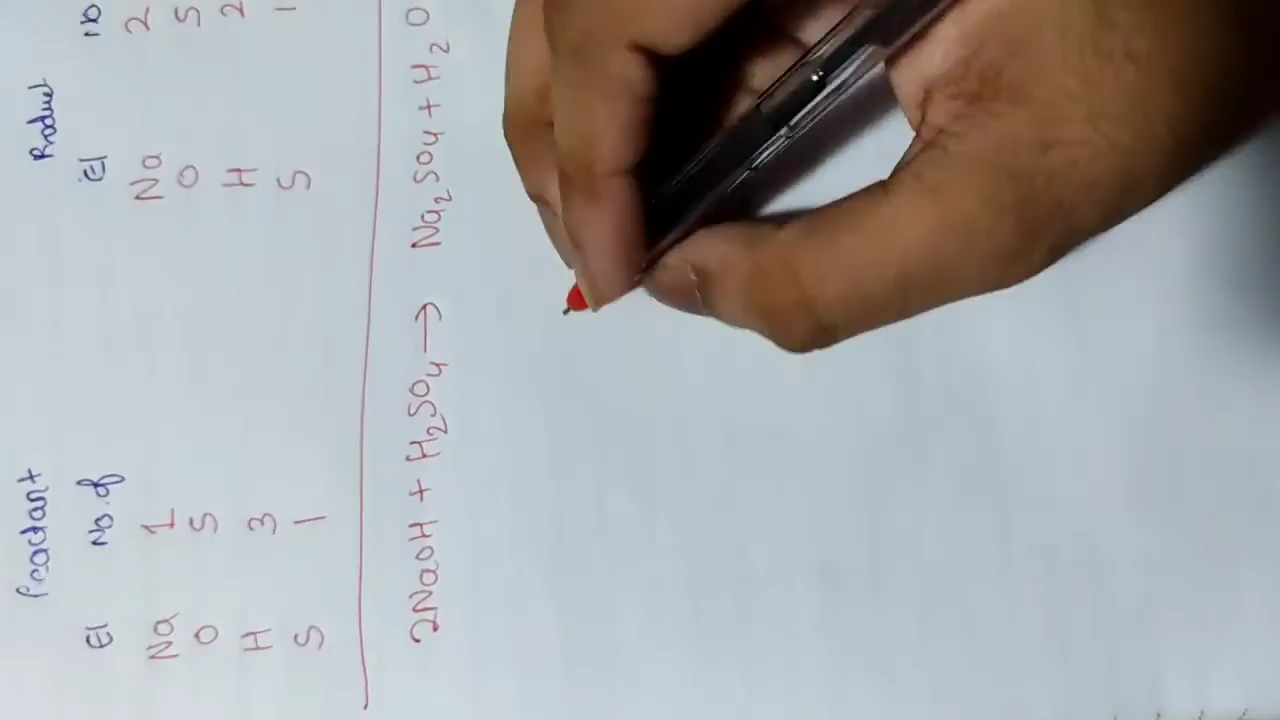 Reactant Product
El No. of El No
Na 1 Na 2
O 5 O 5
H 3 H 2
S 1 S 1
2NaOH + H₂SO₄ → Na₂SO₄ + H₂O